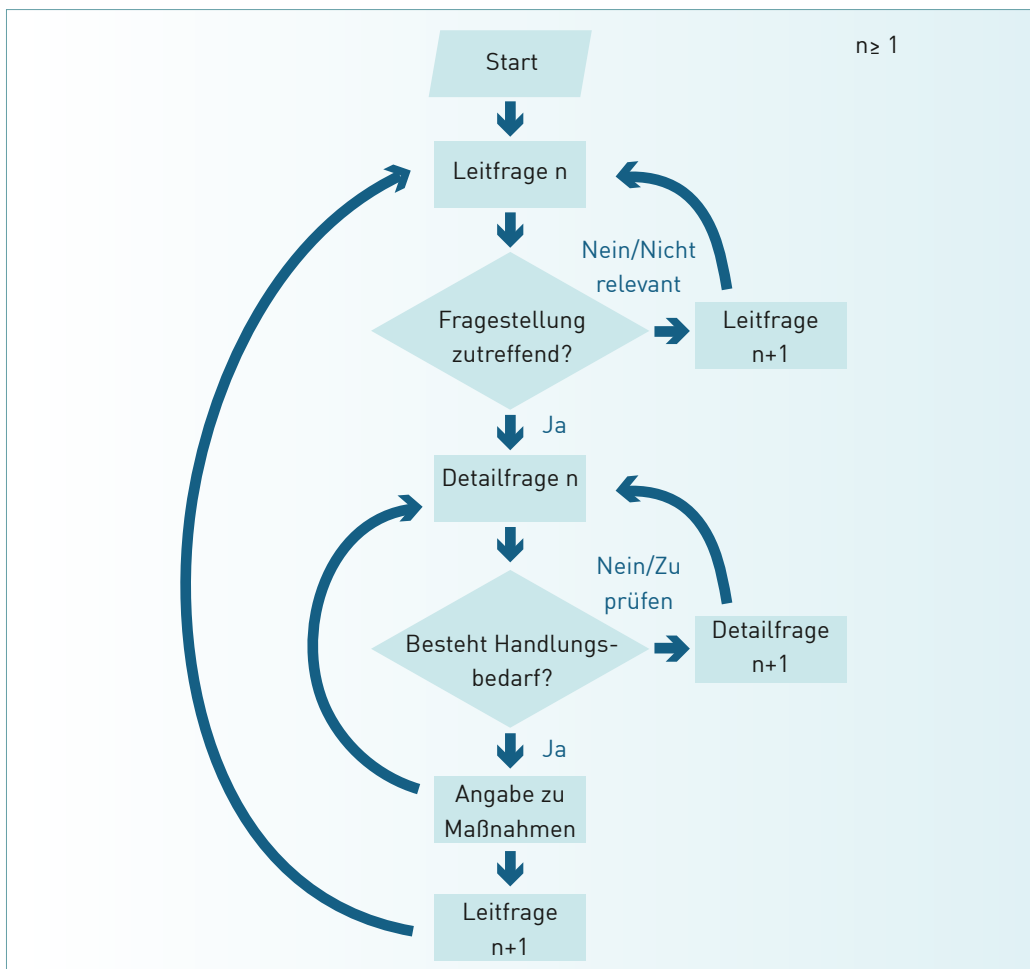 n≥ 1
Start
Leitfrage n
Nein/Nicht
relevant
Fragestellung
zutreffend?
Leitfrage
n+1
Ja
Detailfrage n
Nein/Zu
prüfen
Besteht Handlungs-
bedarf?
Detailfrage
n+1
Ja
Angabe zu
Maßnahmen
Leitfrage
n+1